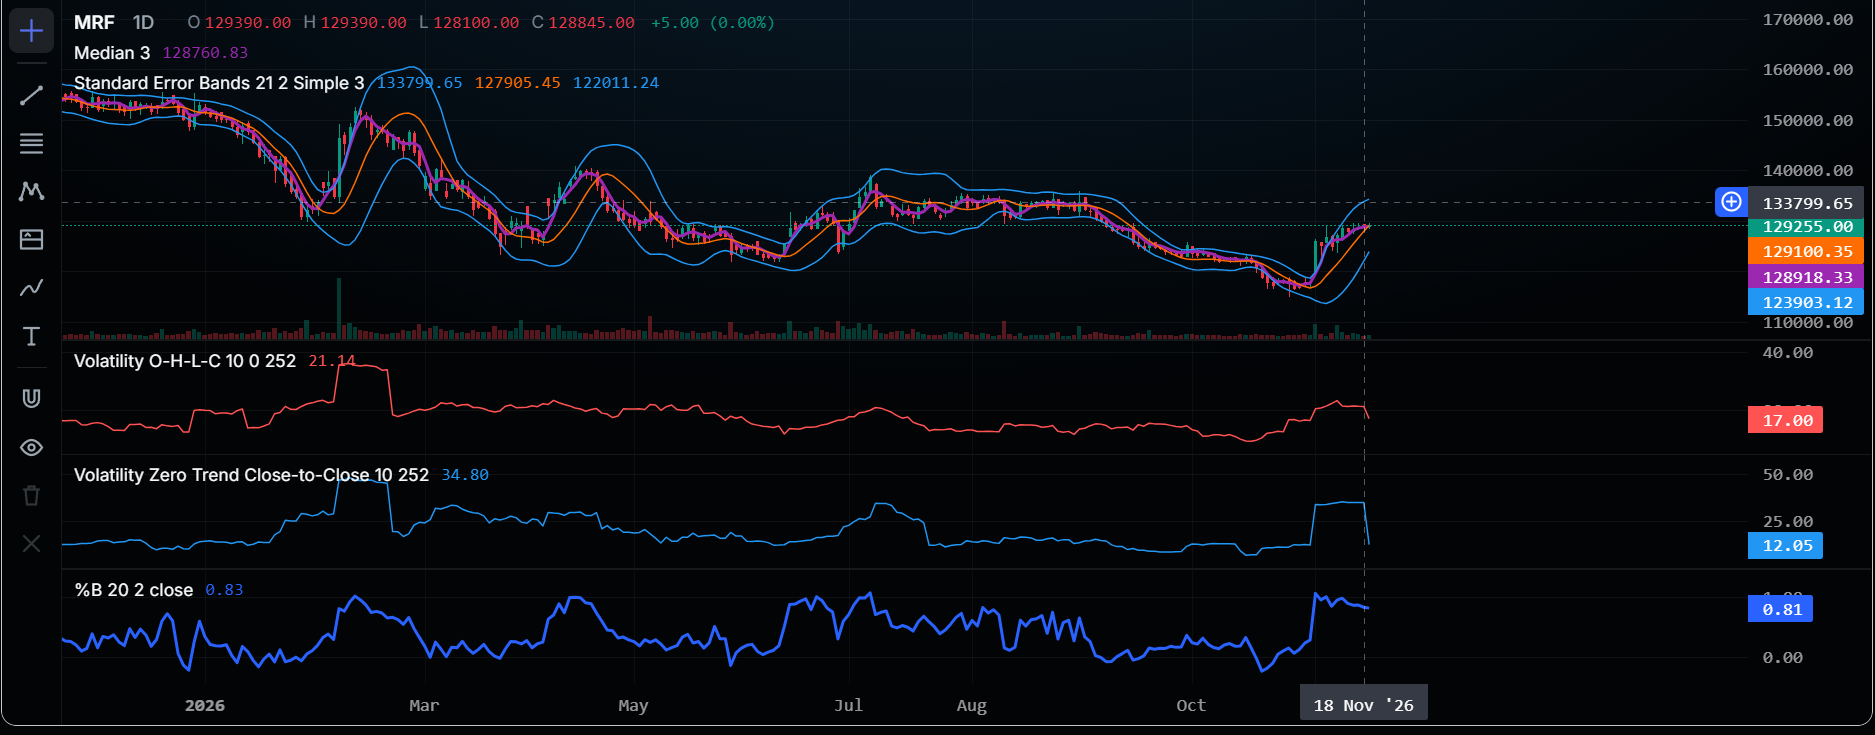 MRF 1D O 129390.00 H 129390.00 L 128100.00 C 128845.00 +5.00 (0.00%)
Median 3 128760.83
Standard Error Bands 21 2 Simple 3 133799.65 127905.45 122011.24
170000.00
160000.00
150000.00
140000.00
133799.65
129255.00
129100.35
128918.33
123903.12
110000.00
Volatility O-H-L-C 10 0 252 21.14
40.00
17.00
Volatility Zero Trend Close-to-Close 10 252 34.80
50.00
25.00
12.05
%B 20 2 close 0.83
0.81
0.00
2026 Mar May Jul Aug Oct 18 Nov '26